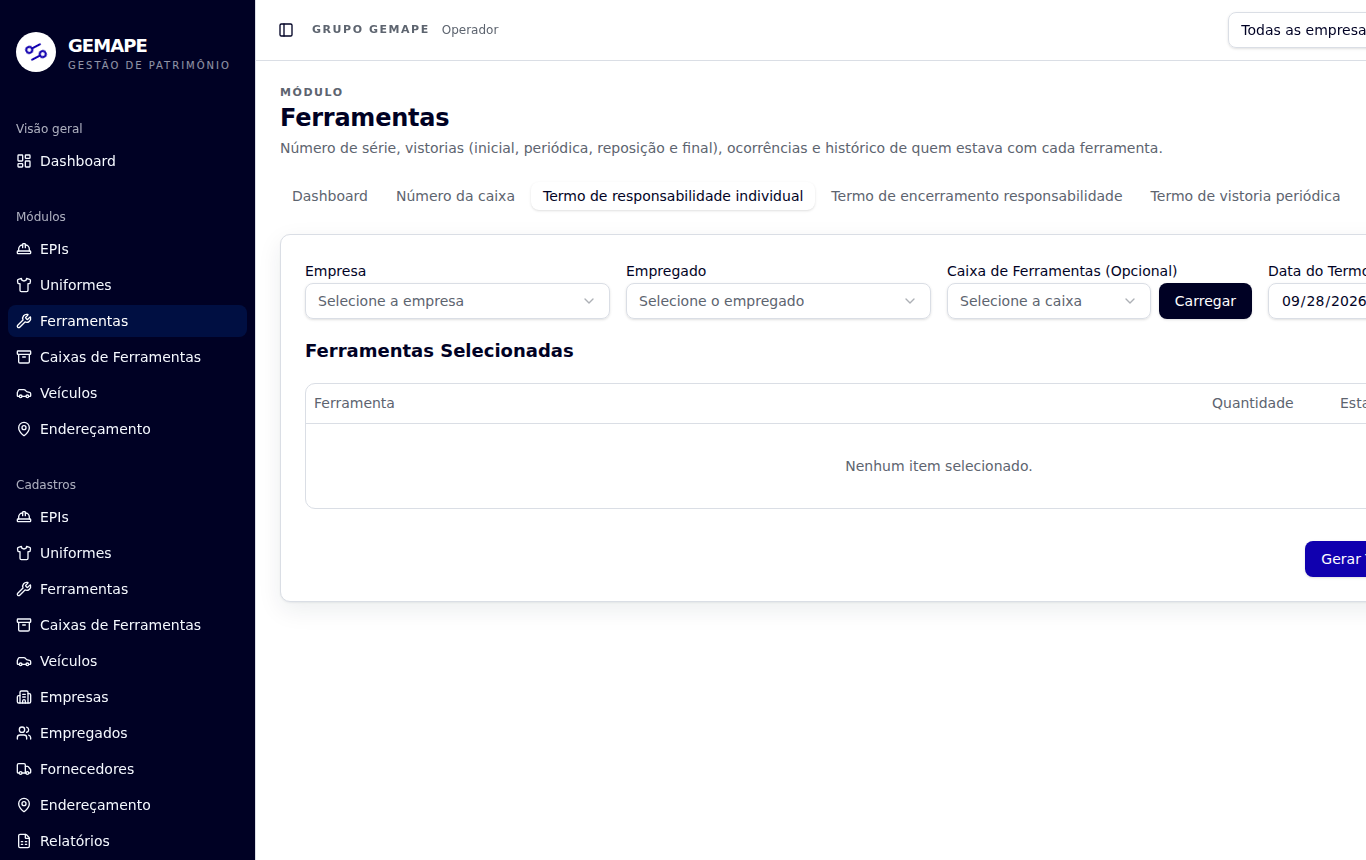 GEMAPE
GESTÃO DE PATRIMÔNIO
Visão geral
Dashboard
Módulos
EPIs
Uniformes
Ferramentas
Caixas de Ferramentas
Veículos
Endereçamento
Cadastros
EPIs
Uniformes
Ferramentas
Caixas de Ferramentas
Veículos
Empresas
Empregados
Fornecedores
Endereçamento
Relatórios
GRUPO GEMAPE Operador
Todas as empresa
MÓDULO
Ferramentas
Número de série, vistorias (inicial, periódica, reposição e final), ocorrências e histórico de quem estava com cada ferramenta.
Dashboard Número da caixa Termo de responsabilidade individual Termo de encerramento responsabilidade Termo de vistoria periódica
Empresa Empregado Caixa de Ferramentas (Opcional) Data do Termo
Selecione a empresa Selecione o empregado Selecione a caixa Carregar 09/28/2026
Ferramentas Selecionadas
Ferramenta Quantidade Esta
Nenhum item selecionado.
Gerar